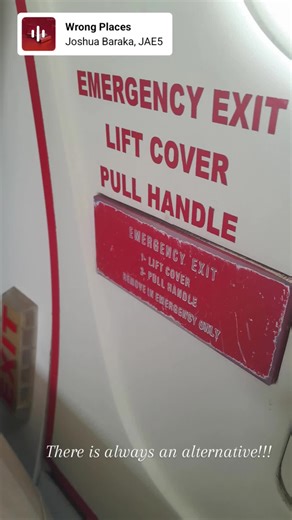 Wrong Places
Joshua Baraka, JAE5
EMERGENCY EXIT
LIFT COVER
PULL HANDLE
EMERGENCY EXIT
1- LIFT COVER
2- PULL HANDLE
REMOVE IN EMERGENCY ONLY
EXIT
There is always an alternative!!!